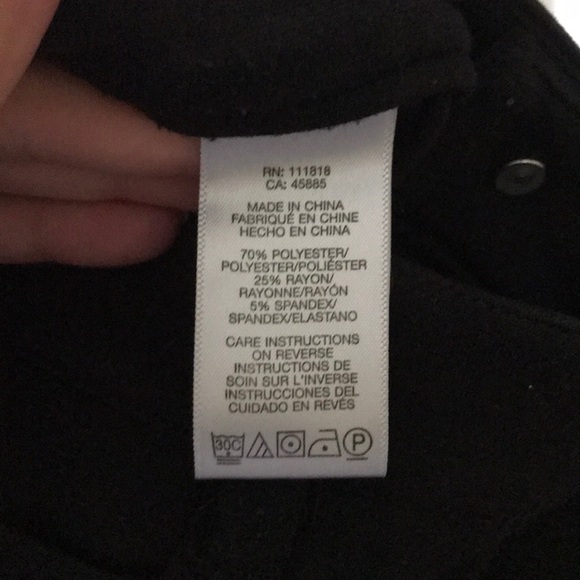 RN: 111818
CA: 45885
MADE IN CHINA
FABRIQUÉ EN CHINE
HECHO EN CHINA
70% POLYESTER/
POLYESTER/POLIÉSTER
25% RAYON/
RAYONNE/RAYÓN
5% SPANDEX/
SPANDEX/ELASTANO
CARE INSTRUCTIONS
ON REVERSE
INSTRUCTIONS DE
SOIN SUR L'INVERSE
INSTRUCCIONES DEL
CUIDADO EN REVÉS
30C P